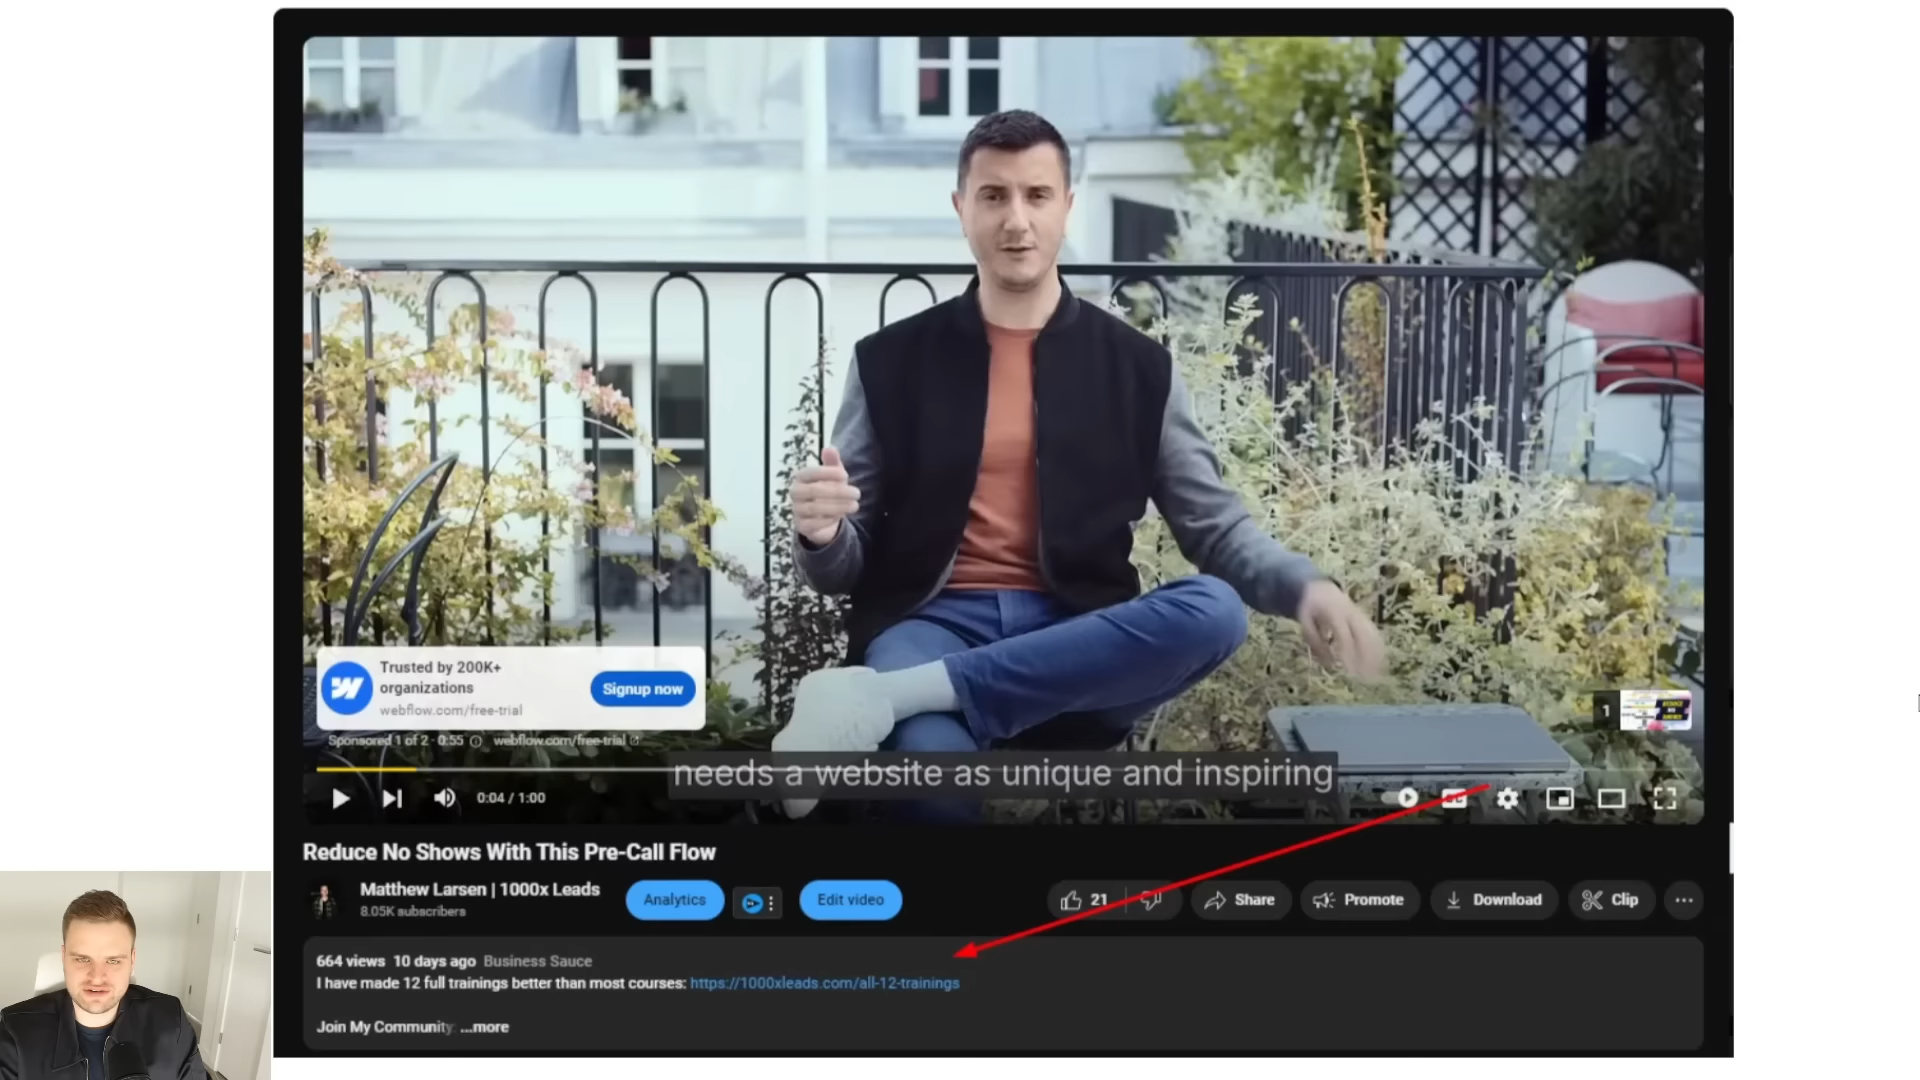 Trusted by 200K+
organizations
webflow.com/free-trial
Signup now
Sponsored 1 of 2 · 0:55
webflow.com/free-trial
1
needs a website as unique and inspiring
0:04 / 1:00
Reduce No Shows With This Pre-Call Flow
Matthew Larsen | 1000x Leads
8.05K subscribers
Analytics
Edit video
21
Share
Promote
Download
Clip
664 views 10 days ago Business Sauce
I have made 12 full trainings better than most courses: https://1000xleads.com/all-12-trainings
Join My Community ...more